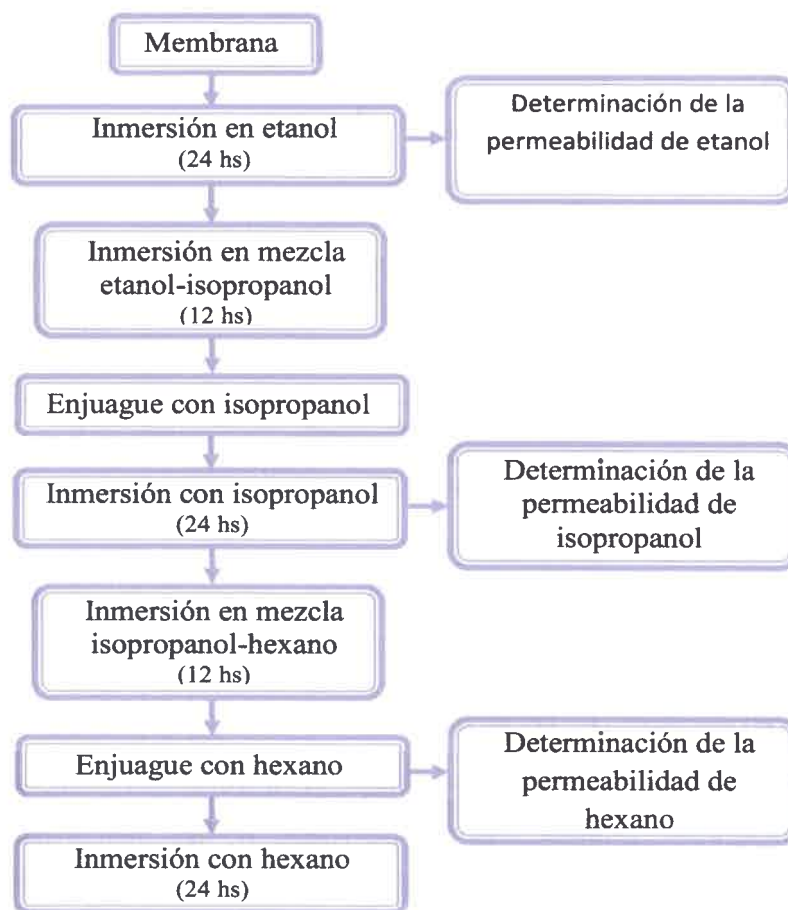 Membrana
Inmersión en etanol
(24 hs)
Determinación de la
permeabilidad de etanol
Inmersión en mezcla
etanol-isopropanol
(12 hs)
Enjuague con isopropanol
Inmersión con isopropanol
(24 hs)
Determinación de la
permeabilidad de
isopropanol
Inmersión en mezcla
isopropanol-hexano
(12 hs)
Enjuague con hexano
Determinación de la
permeabilidad de
hexano
Inmersión con hexano
(24 hs)